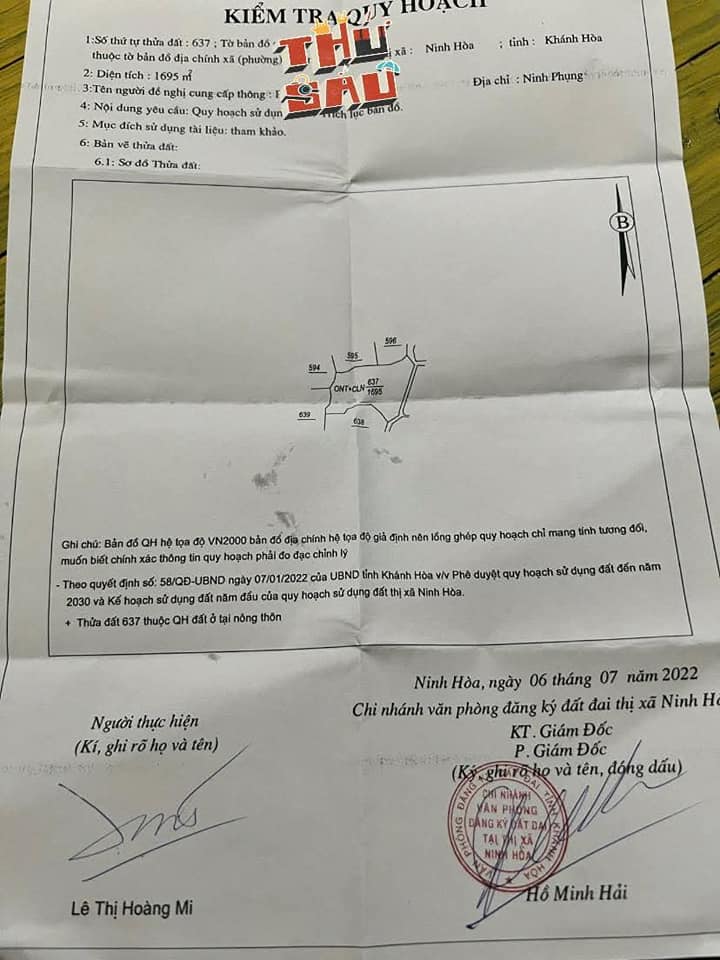 KIỂM TRA QUY HOẠCH
1:Số thứ tự thửa đất : 637 ; Tờ bản đồ
thuộc tờ bản đồ địa chính xã (phường) xã : Ninh Hòa ; tỉnh : Khánh Hòa
2: Diện tích : 1695 m²
3:Tên người đề nghị cung cấp thông : Địa chỉ : Ninh Phụng
4: Nội dung yêu cầu: Quy hoạch sử dụn Trích lục bản đồ.
5: Mục đích sử dụng tài liệu: tham khảo.
6: Bản vẽ thửa đất:
6.1: Sơ đồ Thửa đất:
THỨ
SÁU
B
596
595
594
ONT+CLN 637
1695
639
638
Ghi chú: Bản đồ QH hệ tọa độ VN2000 bản đồ địa chính hệ tọa độ giả định nên lồng ghép quy hoạch chỉ mang tính tương đối,
muốn biết chính xác thông tin quy hoạch phải đo đạc chỉnh lý
- Theo quyết định số: 58/QĐ-UBND ngày 07/01/2022 của UBND tỉnh Khánh Hòa v/v Phê duyệt quy hoạch sử dụng đất đến năm
2030 và Kế hoạch sử dụng đất năm đầu của quy hoạch sử dụng đất thị xã Ninh Hòa.
+ Thửa đất 637 thuộc QH đất ở tại nông thôn
Ninh Hòa, ngày 06 tháng 07 năm 2022
Chi nhánh văn phòng đăng ký đất đai thị xã Ninh Hò
Người thực hiện
(Kí, ghi rõ họ và tên)
KT. Giám Đốc
P. Giám Đốc
(Ký, ghi rõ họ và tên, đóng dấu)
VĂN PHÒNG ĐĂNG KÝ ĐẤT ĐAI TỈNH KHÁNH HÒA
CHI NHÁNH
VĂN PHÒNG
ĐĂNG KÝ ĐẤT ĐAI
TẠI THỊ XÃ
NINH HÒA
Lê Thị Hoàng Mi
Hồ Minh Hải